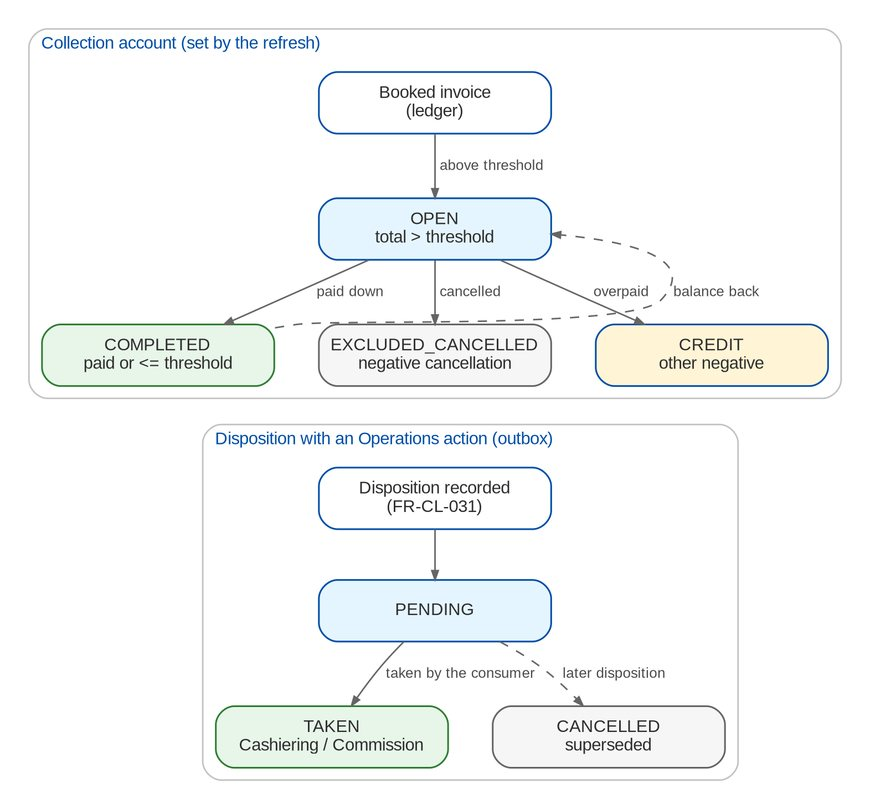 Collection account (set by the refresh)
Booked invoice
(ledger)
above threshold
OPEN
total > threshold
paid down
cancelled
overpaid
balance back
COMPLETED
paid or <= threshold
EXCLUDED_CANCELLED
negative cancellation
CREDIT
other negative
Disposition with an Operations action (outbox)
Disposition recorded
(FR-CL-031)
PENDING
taken by the consumer
later disposition
TAKEN
Cashiering / Commission
CANCELLED
superseded